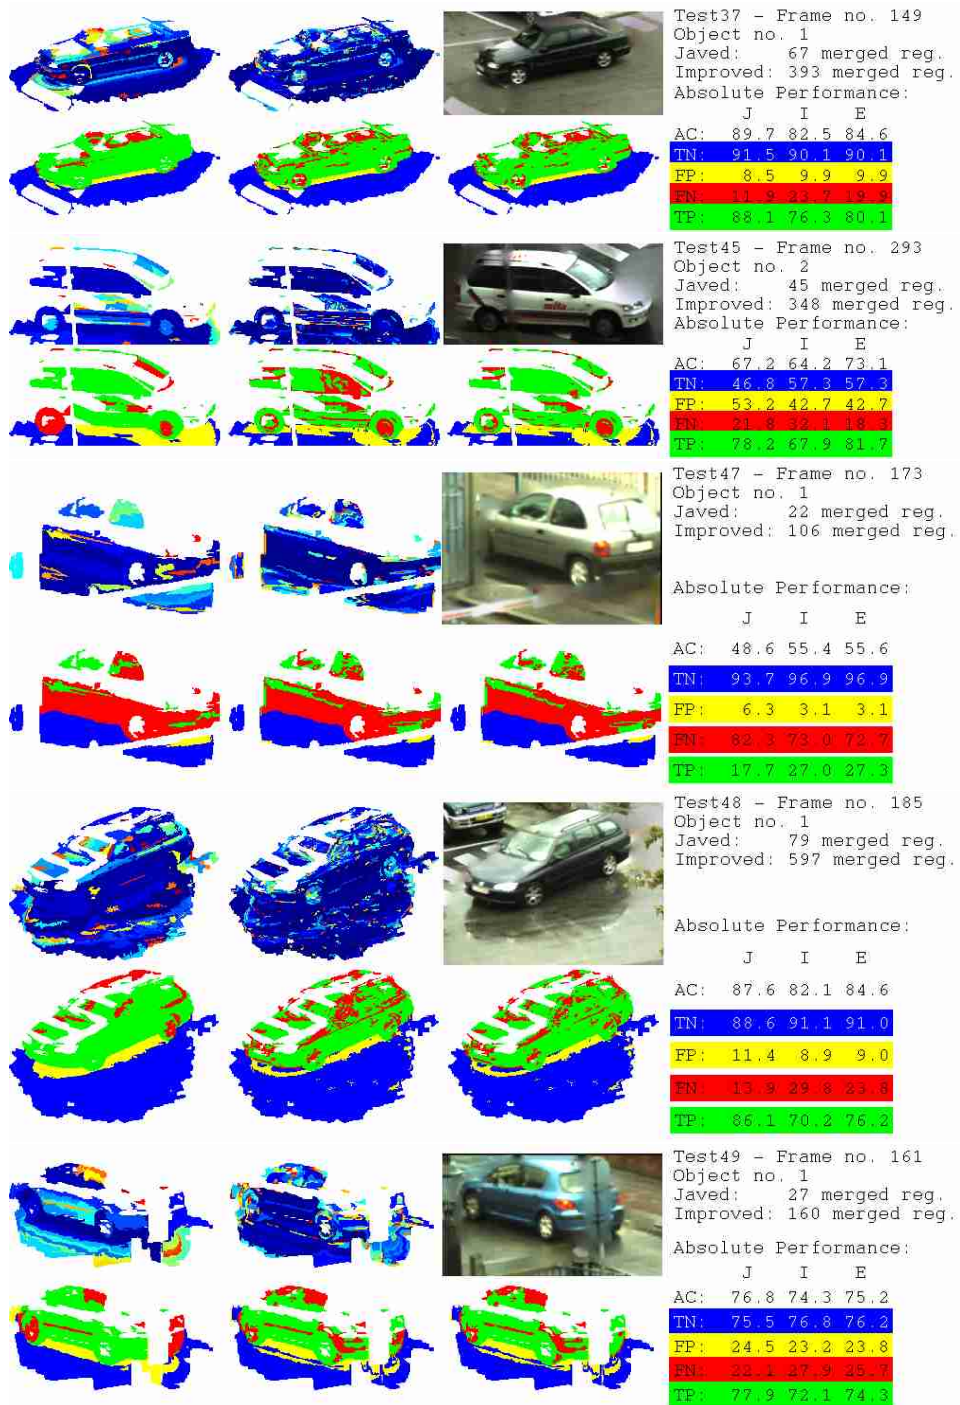 Test37 - Frame no. 149
Object no. 1
Javed: 67 merged reg.
Improved: 393 merged reg.
Absolute Performance:
J I E
AC: 89.7 82.5 84.6
TN: 91.5 90.1 90.1
FP: 8.5 9.9 9.9
FN: 11.9 23.7 19.9
TP: 88.1 76.3 80.1
Test45 - Frame no. 293
Object no. 2
Javed: 45 merged reg.
Improved: 348 merged reg.
Absolute Performance:
J I E
AC: 67.2 64.2 73.1
TN: 46.8 57.3 57.3
FP: 53.2 42.7 42.7
FN: 21.8 32.1 18.3
TP: 78.2 67.9 81.7
Test47 - Frame no. 173
Object no. 1
Javed: 22 merged reg.
Improved: 106 merged reg.
Absolute Performance:
J I E
AC: 48.6 55.4 55.6
TN: 93.7 96.9 96.9
FP: 6.3 3.1 3.1
FN: 82.3 73.0 72.7
TP: 17.7 27.0 27.3
Test48 - Frame no. 185
Object no. 1
Javed: 79 merged reg.
Improved: 597 merged reg.
Absolute Performance:
J I E
AC: 87.6 82.1 84.6
TN: 88.6 91.1 91.0
FP: 11.4 8.9 9.0
FN: 13.9 29.8 23.8
TP: 86.1 70.2 76.2
Test49 - Frame no. 161
Object no. 1
Javed: 27 merged reg.
Improved: 160 merged reg.
Absolute Performance:
J I E
AC: 76.8 74.3 75.2
TN: 75.5 76.8 76.2
FP: 24.5 23.2 23.8
FN: 22.1 27.9 25.7
TP: 77.9 72.1 74.3